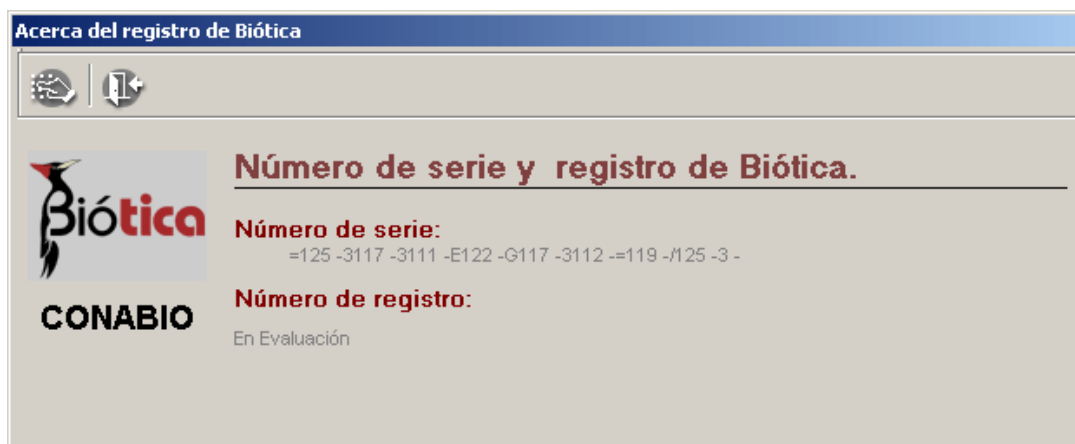 Acerca del registro de Biótica
Número de serie y registro de Biótica.
Biótica
Número de serie:
=125 -3117 -3111 -E122 -G117 -3112 -=119 -/125 -3 -
CONABIO
Número de registro:
En Evaluación